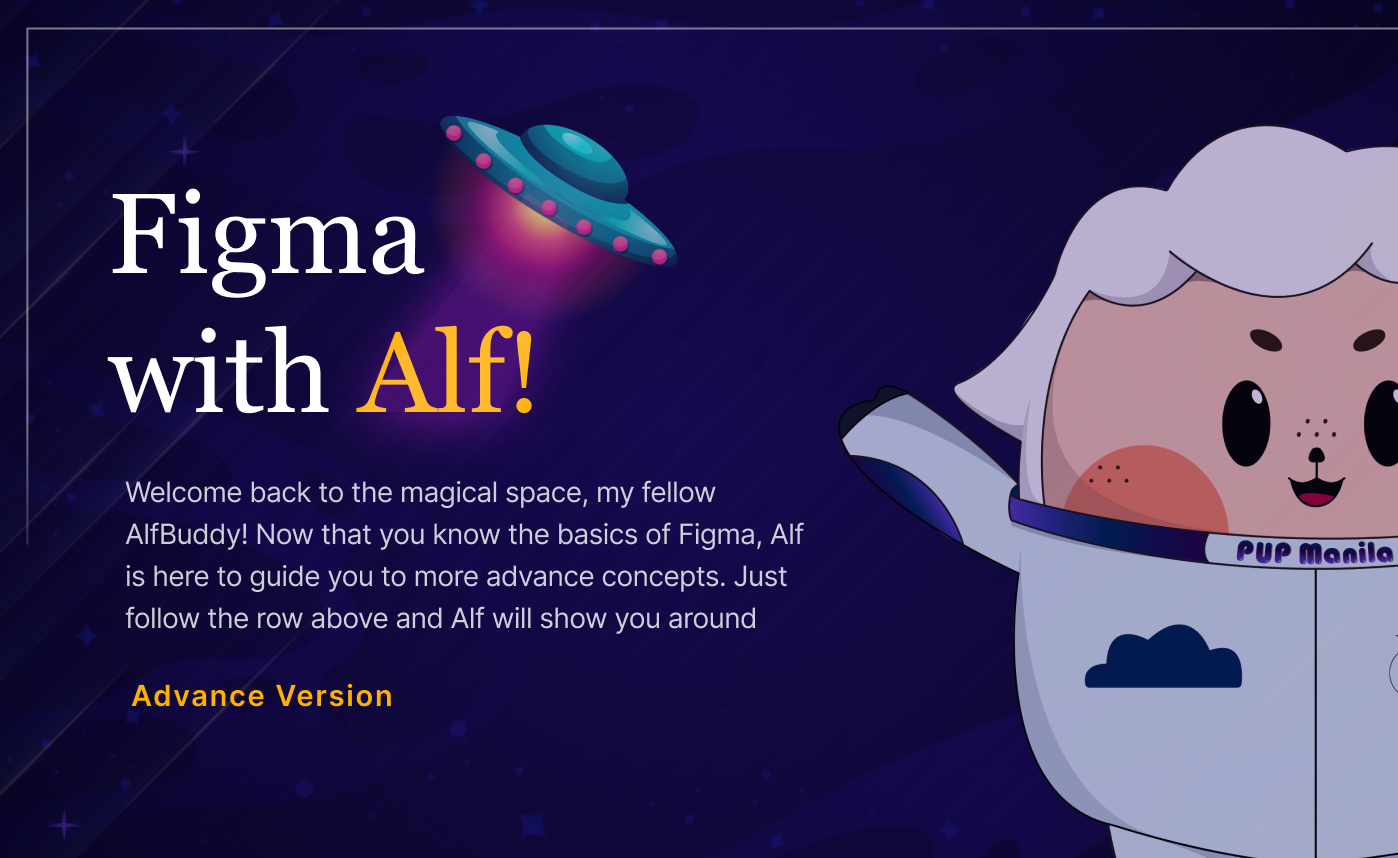 Figma
with Alf!
Welcome back to the magical space, my fellow
AlfBuddy! Now that you know the basics of Figma, Alf
is here to guide you to more advance concepts. Just
follow the row above and Alf will show you around
Advance Version
PUP Manila